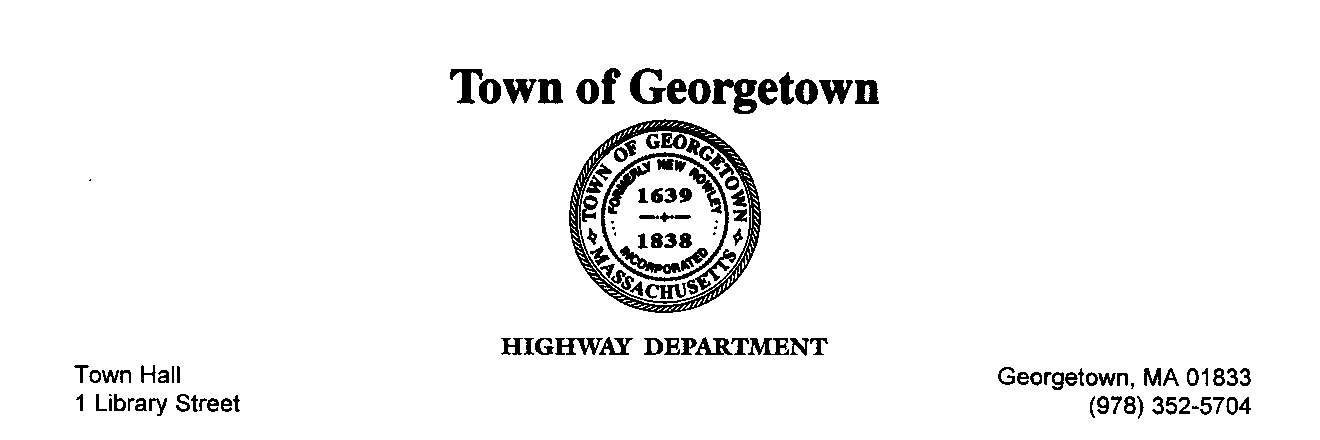 Town of Georgetown
TOWN OF GEORGETOWN
FORMERLY NEW ROWLEY
1639
1838
INCORPORATED
MASSACHUSETTS
HIGHWAY DEPARTMENT
Town Hall
1 Library Street
Georgetown, MA 01833
(978) 352-5704